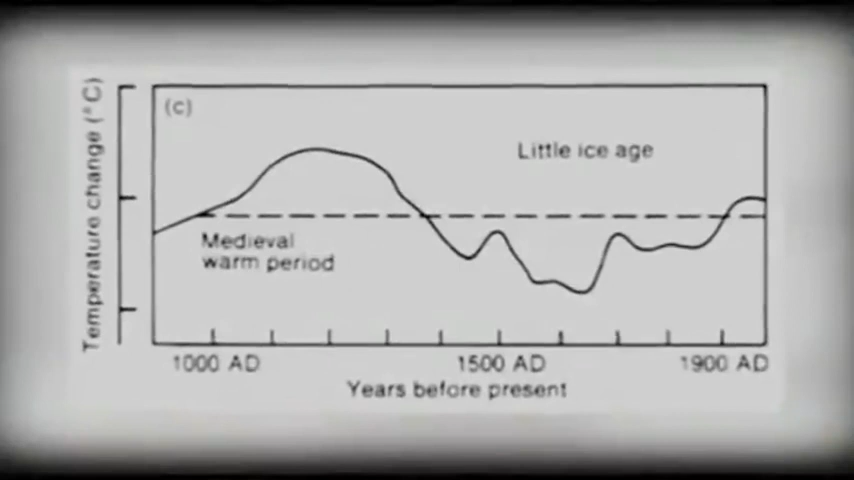 Temperature change (°C)
(c)
Little ice age
Medieval
warm period
1000 AD
1500 AD
1900 AD
Years before present